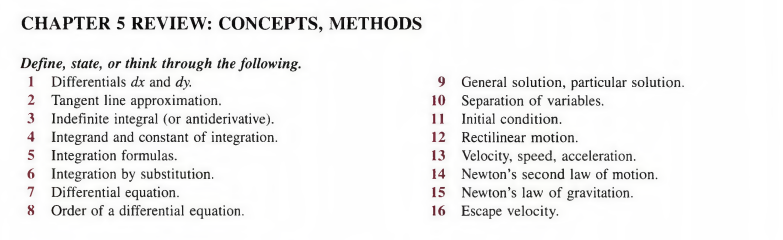 CHAPTER 5 REVIEW: CONCEPTS, METHODS
Define, state, or think through the following.
1 Differentials dx and dy.
2 Tangent line approximation.
3 Indefinite integral (or antiderivative).
4 Integrand and constant of integration.
5 Integration formulas.
6 Integration by substitution.
7 Differential equation.
8 Order of a differential equation.
9 General solution, particular solution.
10 Separation of variables.
11 Initial condition.
12 Rectilinear motion.
13 Velocity, speed, acceleration.
14 Newton's second law of motion.
15 Newton's law of gravitation.
16 Escape velocity.